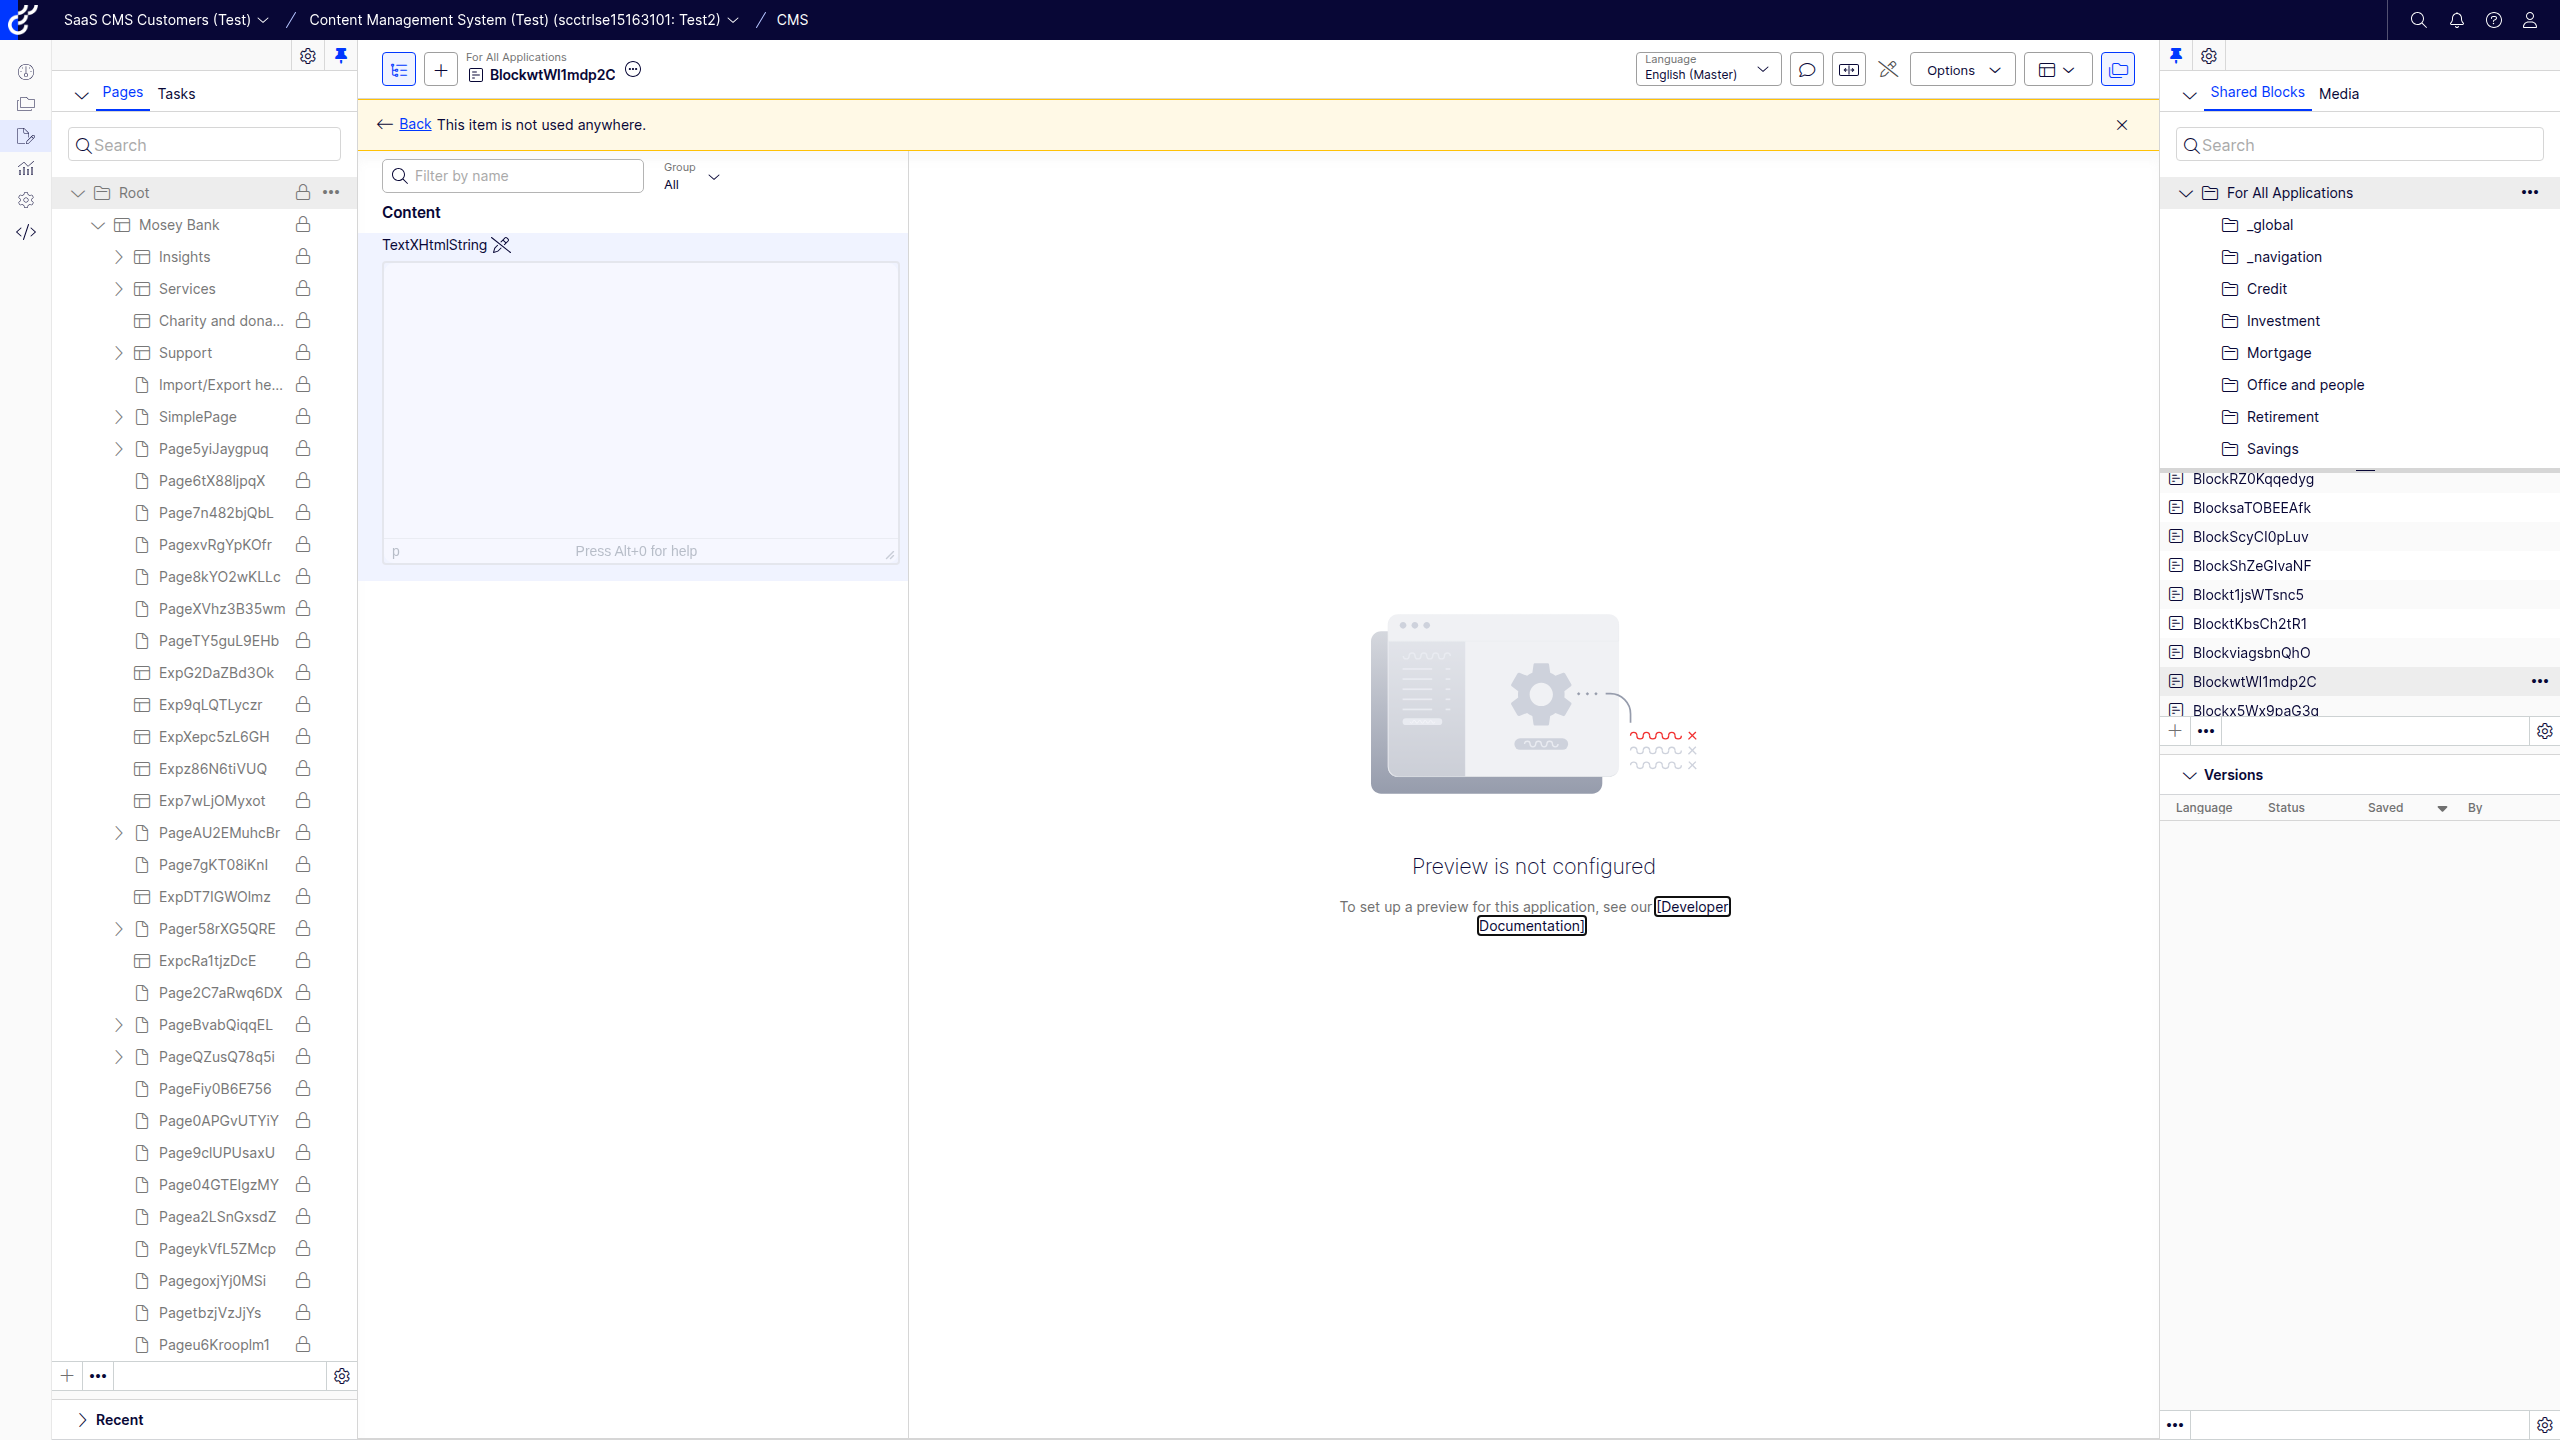 SaaS CMS Customers (Test) / Content Management System (Test) (scctrlse15163101: Test2) / CMS
Pages Tasks
Search
Root
Mosey Bank
Insights
Services
Charity and dona...
Support
Import/Export he...
SimplePage
Page5yiJaygpuq
Page6tX88ljpqX
Page7n482bjQbL
PagexvRgYpKOfr
Page8kYO2wKLLc
PageXVhz3B35wm
PageTY5guL9EHb
ExpG2DaZBd3Ok
Exp9qLQTLyczr
ExpXepc5zL6GH
Expz86N6tiVUQ
Exp7wLjOMyxot
PageAU2EMuhcBr
Page7gKT08iKnI
ExpDT7IGWOlmz
Pager58rXG5QRE
ExpcRa1tjzDcE
Page2C7aRwq6DX
PageBvabQiqqEL
PageQZusQ78q5i
PageFiy0B6E756
Page0APGvUTYiY
Page9clUPUsaxU
Page04GTEIgzMY
Pagea2LSnGxsdZ
PageykVfL5ZMcp
PagegoxjYj0MSi
PagetbzjVzJjYs
Pageu6Krooplm1
Recent
For All Applications
BlockwtWl1mdp2C
Language
English (Master)
Options
Back This item is not used anywhere.
Filter by name
Group
All
Content
TextXHtmlString
p Press Alt+0 for help
Preview is not configured
To set up a preview for this application, see our [Developer
Documentation]
Shared Blocks Media
Search
For All Applications
_global
_navigation
Credit
Investment
Mortgage
Office and people
Retirement
Savings
BlockRZ0Kqqedyg
BlocksaTOBEEAfk
BlockScyCl0pLuv
BlockShZeGlvaNF
Blockt1jsWTsnc5
BlocktKbsCh2tR1
BlockviagsbnQhO
BlockwtWl1mdp2C
Blockx5Wx9paG3q
Versions
Language Status Saved By